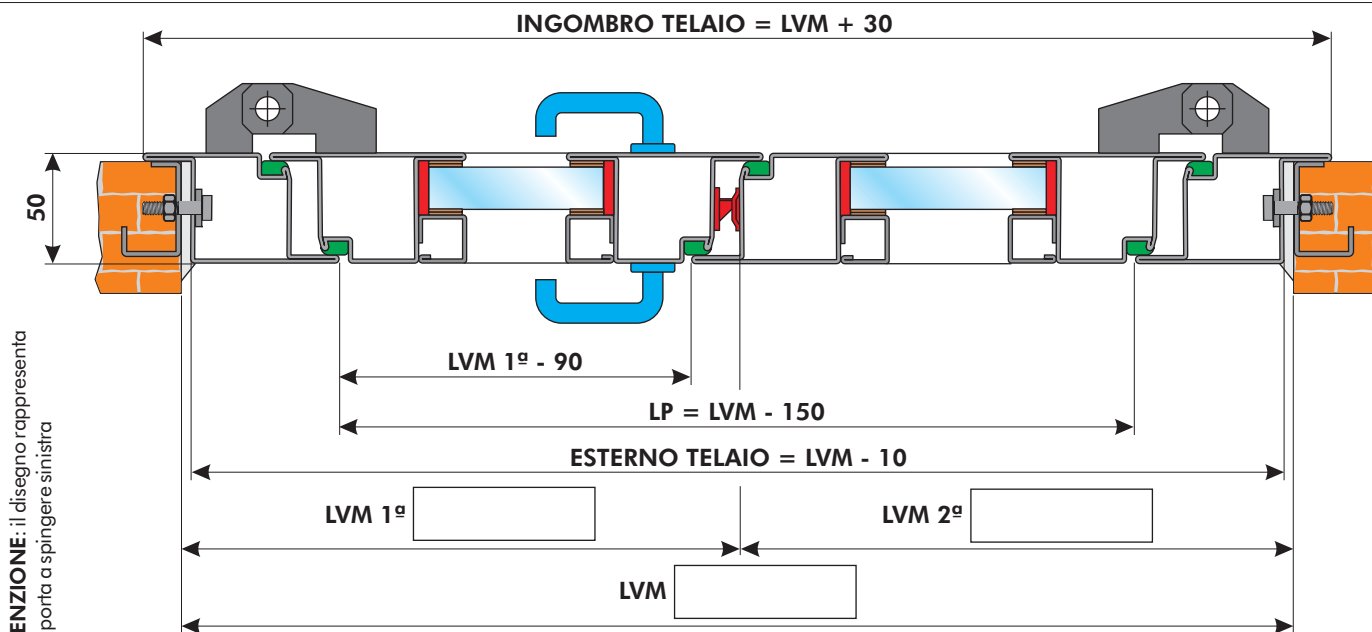 INGOMBRO TELAIO = LVM + 30
50
LVM 1ª - 90
LP = LVM - 150
ESTERNO TELAIO = LVM - 10
LVM 1ª
LVM 2ª
LVM
ENZIONE: il disegno rappresenta
porta a spingere sinistra